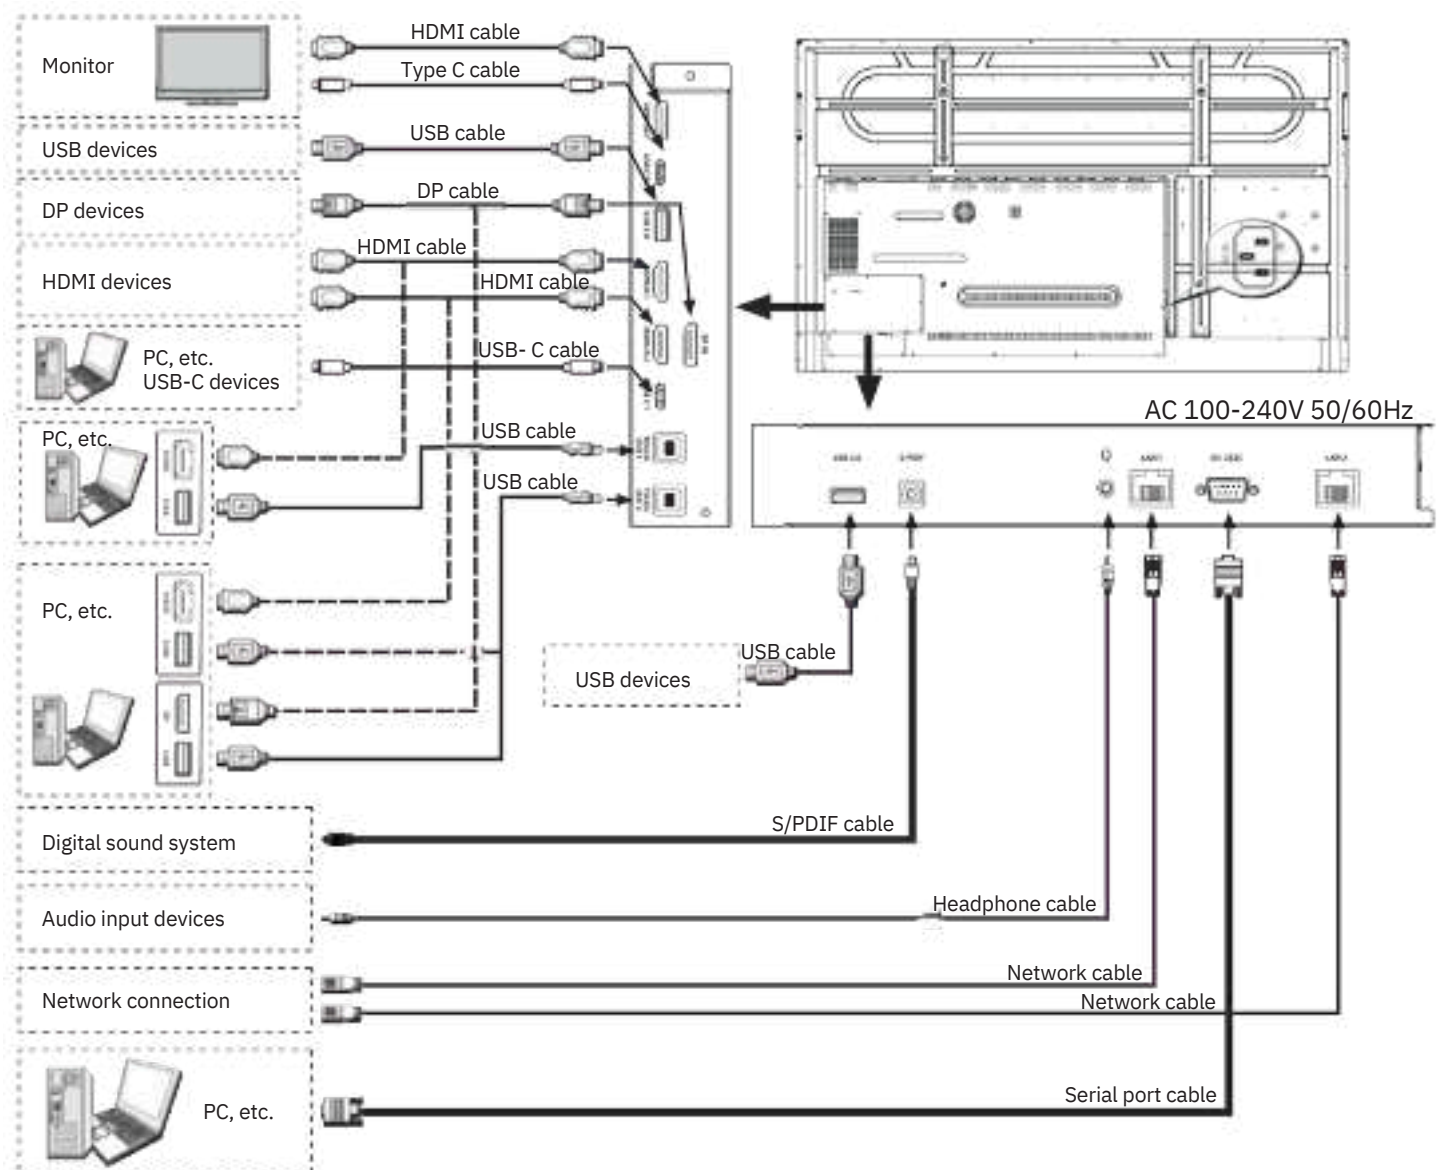 HDMI cable
Monitor
Type C cable
USB cable
USB devices
DP cable
DP devices
HDMI cable
HDMI devices
HDMI cable
USB- C cable
PC, etc.
USB-C devices
AC 100-240V 50/60Hz
PC, etc.
USB cable
USB cable
PC, etc.
USB cable
USB devices
S/PDIF cable
Digital sound system
Headphone cable
Audio input devices
Network cable
Network connection
Network cable
Serial port cable
PC, etc.